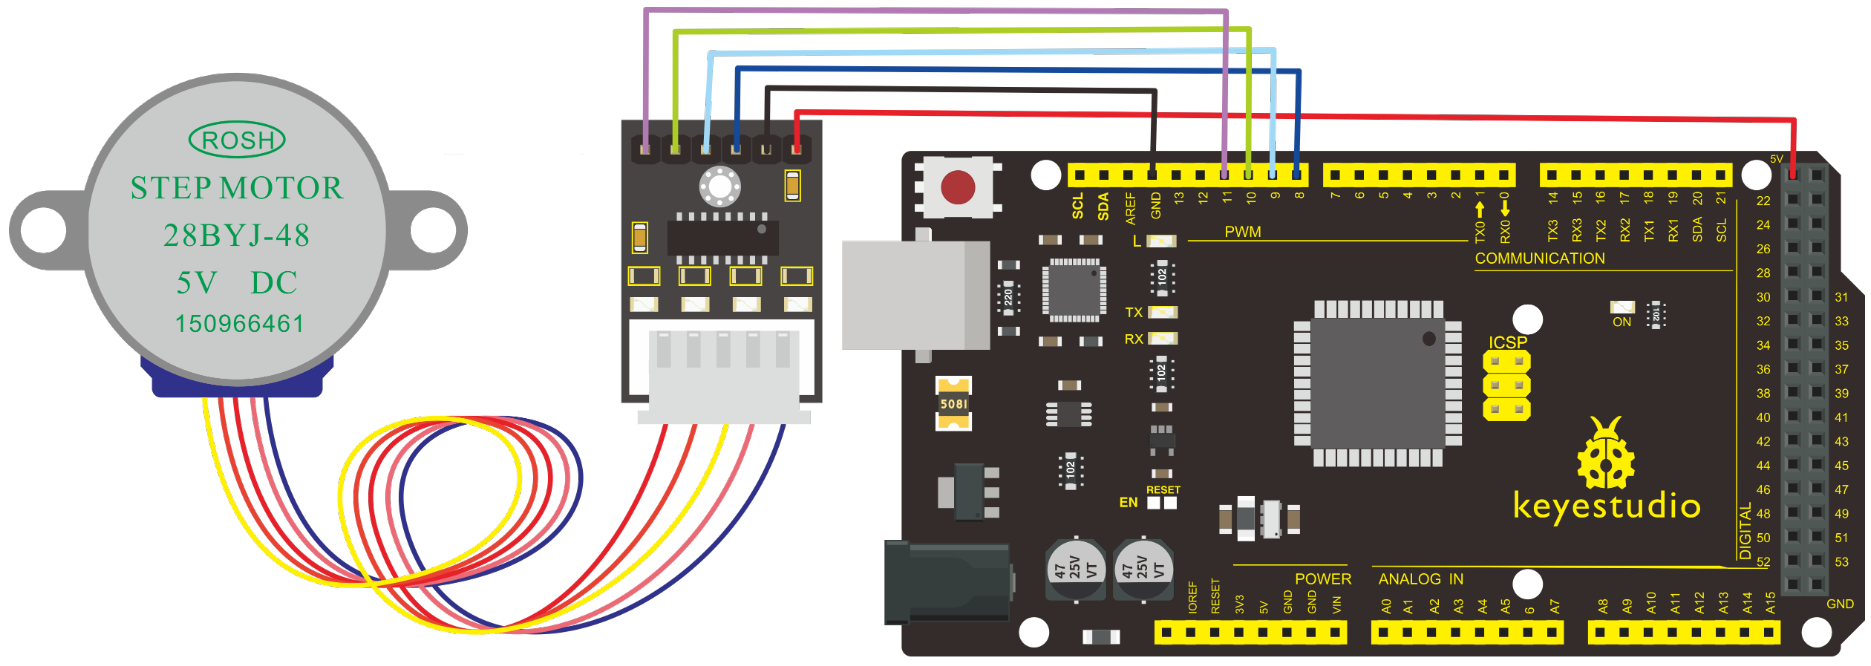 ROSH
STEP MOTOR
28BYJ-48
5V DC
150966461
5V
SCL
SDA
AREF
GND
13
12
11
10
9
8
7
6
5
4
3
2
TX0 1
RX0 0
TX3 14
RX3 15
TX2 16
RX2 17
TX1 18
RX1 19
SDA 20
SCL 21
PWM
COMMUNICATION
L
TX
RX
220
102
102
102
ON
102
ICSP
5081
EN
RESET
keyestudio
47
25V
VT
47
25V
VT
22
24
26
28
30 31
32 33
34 35
36 37
38 39
40 41
42 43
44 45
46 47
48 49
50 51
52 53
DIGITAL
GND
POWER
ANALOG IN
IOREF
RESET
3V3
5V
GND
GND
VIN
A0
A1
A2
A3
A4
A5
6
A7
A8
A9
A10
A11
A12
A13
A14
A15